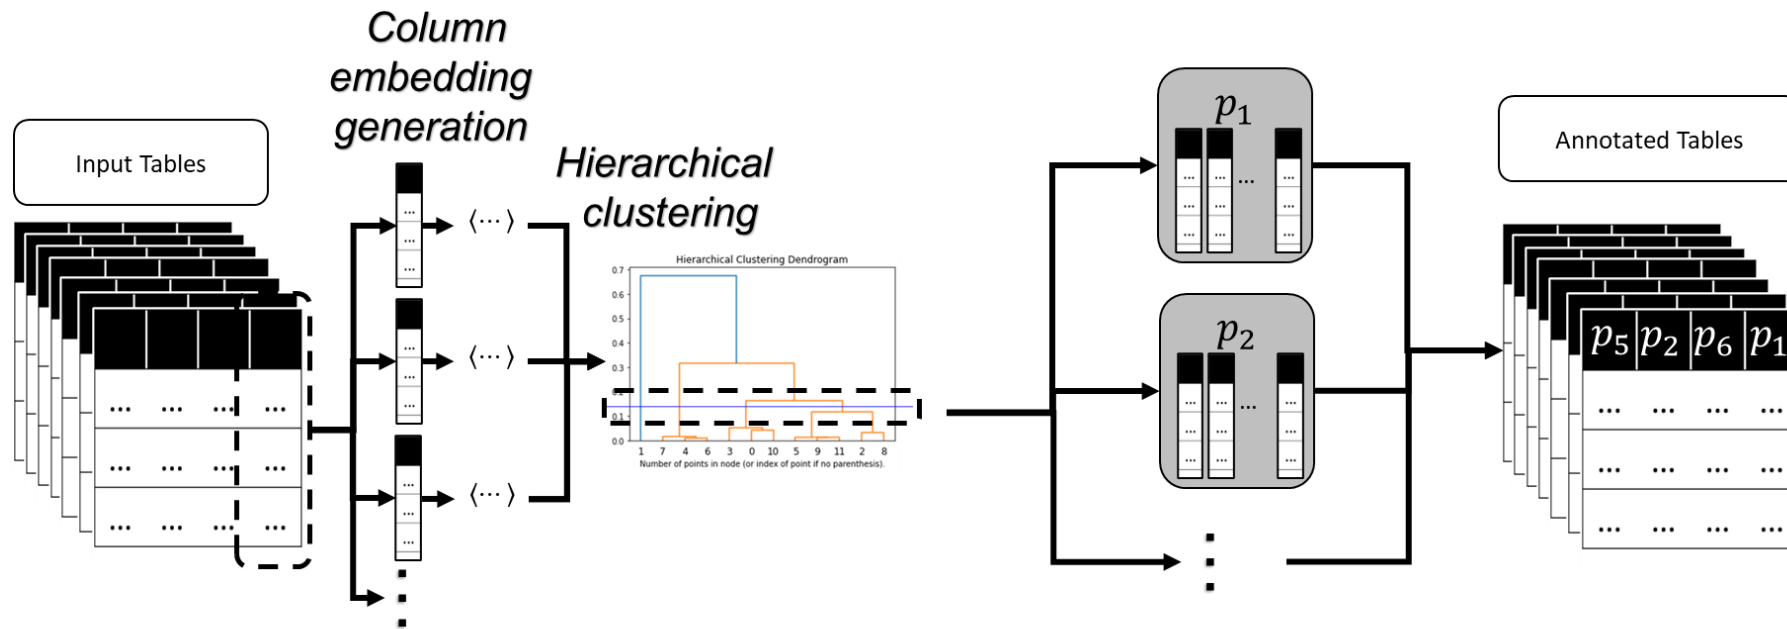 Column
embedding
generation
Input Tables
Hierarchical
clustering
⟨···⟩
⟨···⟩
⟨···⟩
Hierarchical Clustering Dendrogram
0.7
0.6
0.5
0.4
0.3
0.1
0.0
1 7 4 6 3 0 10 5 9 11 2 8
Number of points in node (or index of point if no parenthesis).
p₁
... ... ... ...
... ... ...
... ... ...
p₂
... ... ... ...
... ... ...
... ... ...
Annotated Tables
p₅ p₂ p₆ p₁
... ... ... ...
... ... ... ...
... ... ... ...